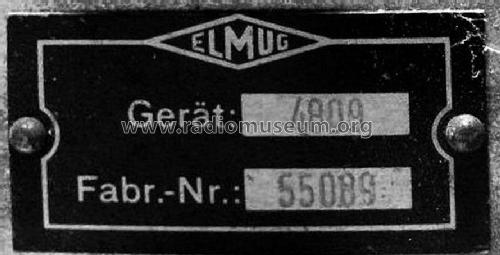 ELMUG
Gerät: 4808
www.radiomuseum.org
Fabr.-Nr.: 55089